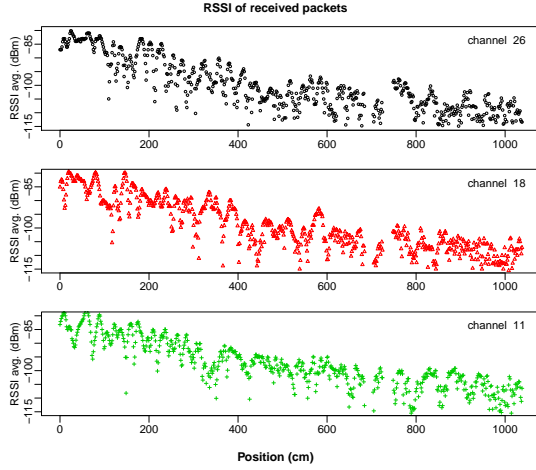 RSSI of received packets
channel 26
RSSI avg. (dBm)
−85
−100
−115
0 200 400 600 800 1000
channel 18
RSSI avg. (dBm)
−85
−100
−115
0 200 400 600 800 1000
channel 11
RSSI avg. (dBm)
−85
−100
−115
0 200 400 600 800 1000
Position (cm)